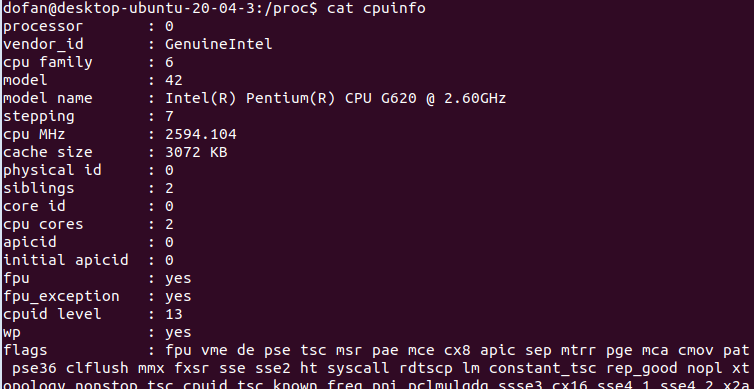 dofan@desktop-ubuntu-20-04-3:/proc$ cat cpuinfo
processor	: 0
vendor_id	: GenuineIntel
cpu family	: 6
model		: 42
model name	: Intel(R) Pentium(R) CPU G620 @ 2.60GHz
stepping	: 7
cpu MHz		: 2594.104
cache size	: 3072 KB
physical id	: 0
siblings	: 2
core id		: 0
cpu cores	: 2
apicid		: 0
initial apicid	: 0
fpu		: yes
fpu_exception	: yes
cpuid level	: 13
wp		: yes
flags		: fpu vme de pse tsc msr pae mce cx8 apic sep mtrr pge mca cmov pat
pse36 clflush mmx fxsr sse sse2 ht syscall rdtscp lm constant_tsc rep_good nopl xt
opology nonstop_tsc cpuid tsc_known_freq pni pclmulqdq ssse3 cx16 sse4_1 sse4_2 x2a